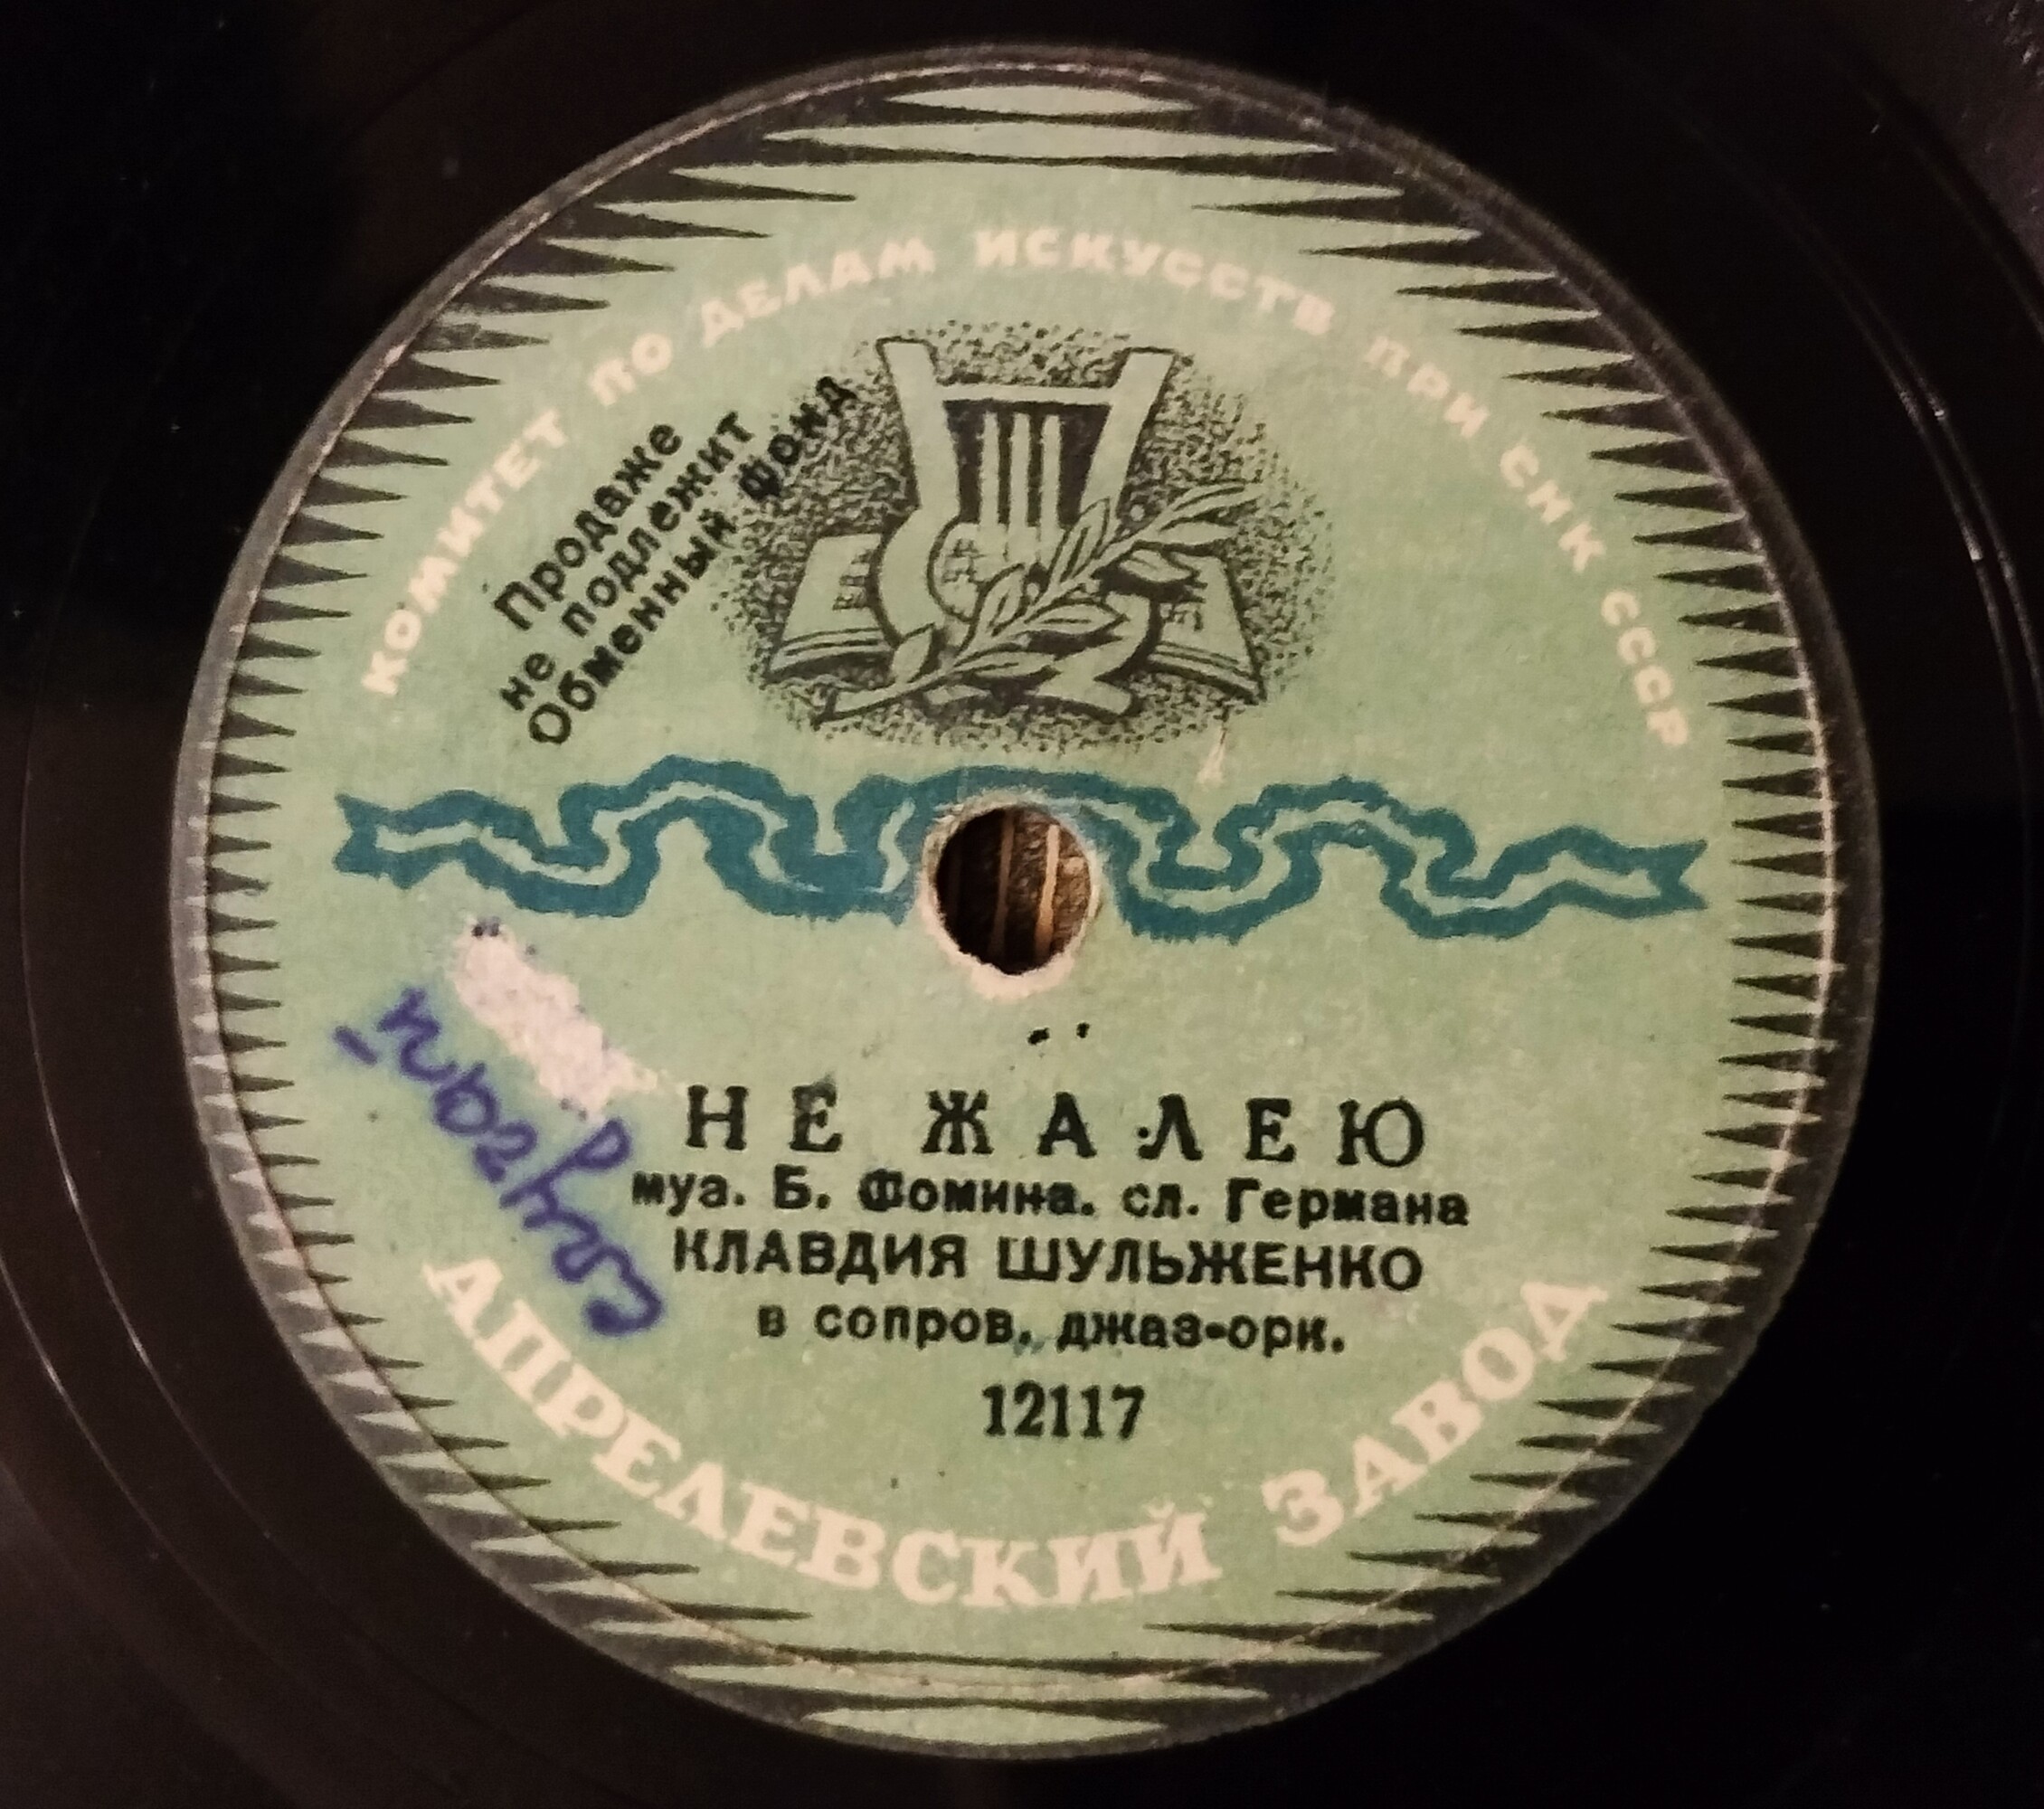 КОМИТЕТ ПО ДЕЛАМ ИСКУССТВ ПРИ СНК СССР
Продаже
не подлежит
Обменный фонд
НЕ ЖАЛЕЮ
муз. Б. Фомина. сл. Германа
КЛАВДИЯ ШУЛЬЖЕНКО
в сопров. джаз-орк.
12117
АПРЕЛЕВСКИЙ ЗАВОД